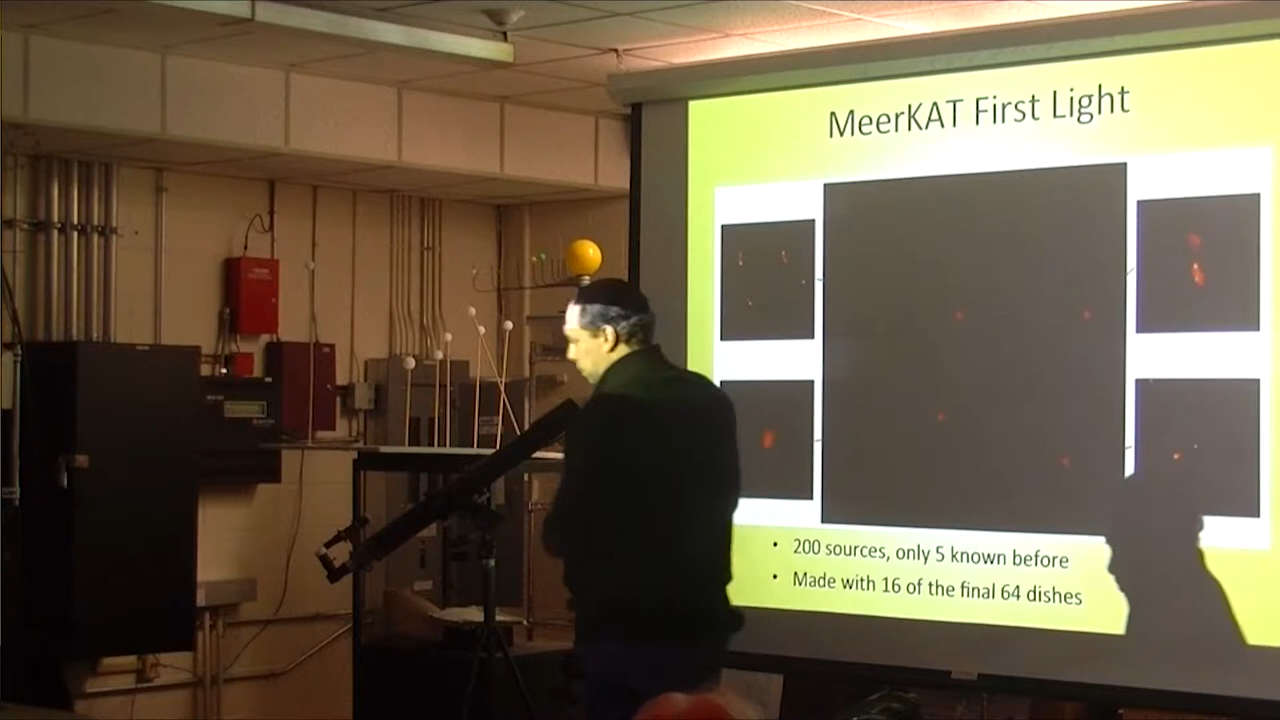 MeerKAT First Light
• 200 sources, only 5 known before
• Made with 16 of the final 64 dishes